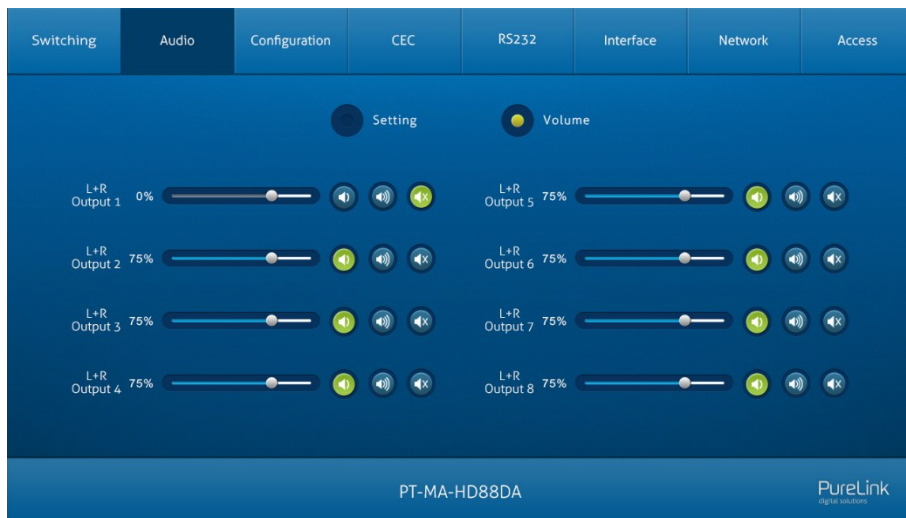 Switching Audio Configuration CEC RS232 Interface Network Access
Setting Volume
L+R
Output 1 0%
L+R
Output 5 75%
L+R
Output 2 75%
L+R
Output 6 75%
L+R
Output 3 75%
L+R
Output 7 75%
L+R
Output 4 75%
L+R
Output 8 75%
PT-MA-HD88DA
PureLink
digital solutions